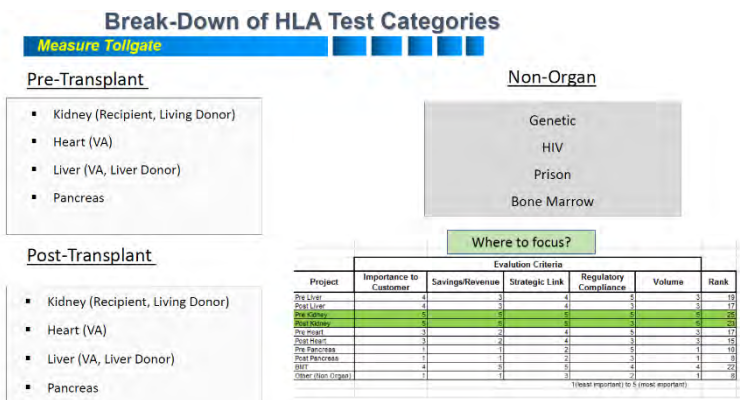 Break-Down of HLA Test Categories
Measure Tollgate
Pre-Transplant
▪ Kidney (Recipient, Living Donor)
▪ Heart (VA)
▪ Liver (VA, Liver Donor)
▪ Pancreas
Non-Organ
Genetic
HIV
Prison
Bone Marrow
Post-Transplant
▪ Kidney (Recipient, Living Donor)
▪ Heart (VA)
▪ Liver (VA, Liver Donor)
▪ Pancreas
Where to focus?
Evalution Criteria
Project Importance to Customer Savings/Revenue Strategic Link Regulatory Compliance Volume Rank
Pre Liver 4 3 4 5 3 19
Post Liver 4 3 4 3 3 17
Pre Kidney 5 5 5 5 5 25
Post Kidney 5 5 5 3 5 23
Pre Heart 3 2 4 5 3 17
Post Heart 3 2 4 3 3 15
Pre Pancreas 1 1 2 5 1 10
Post Pancreas 1 1 2 3 1 8
BMT 4 5 5 4 4 22
Other (Non Organ) 1 1 3 2 1 8
1(least important) to 5 (most important)